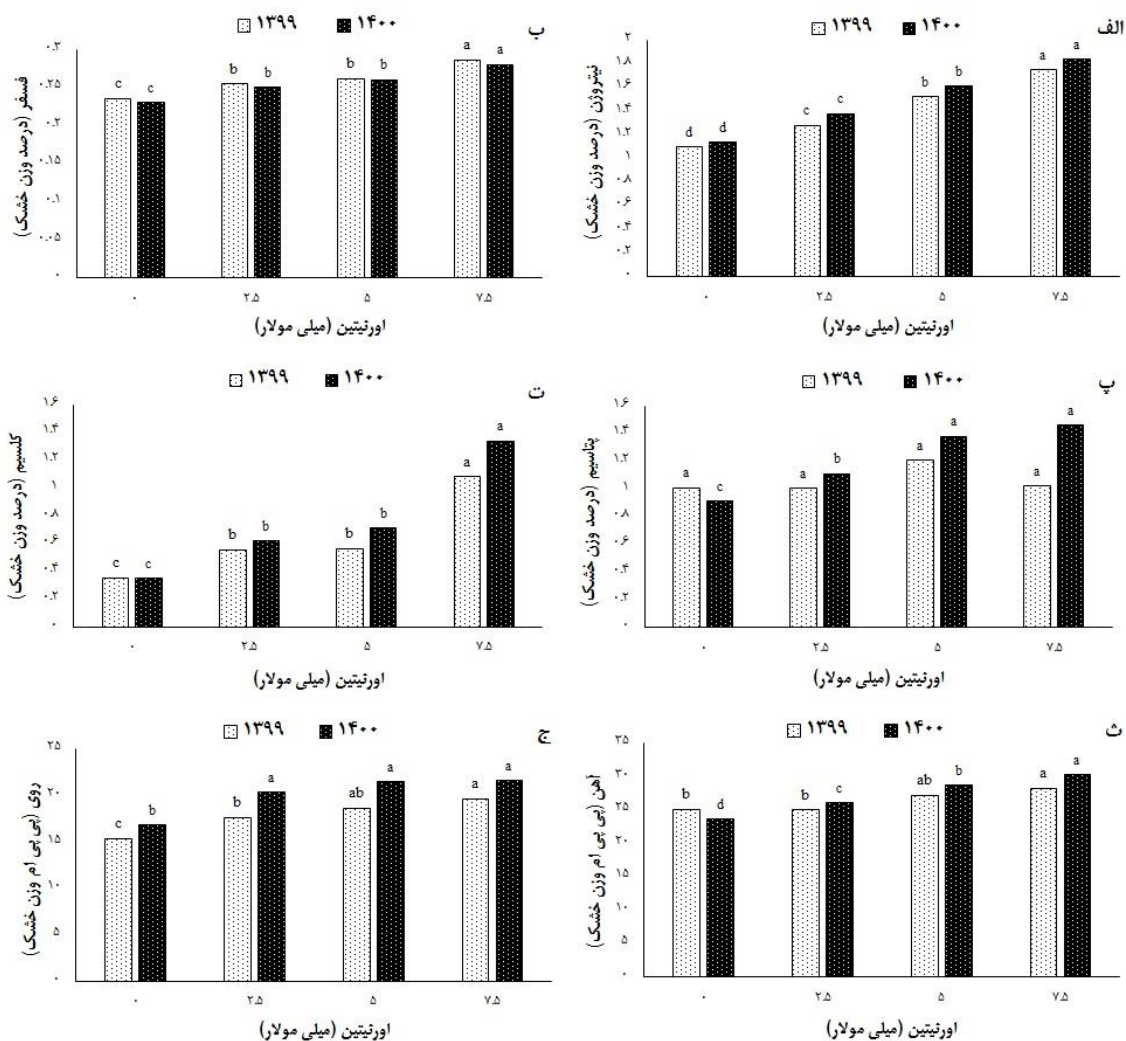 الف
۱۳۹۹ ۱۴۰۰
نیتروژن (درصد وزن خشک)
۲
۱.۸
۱.۶
۱.۴
۱.۲
۱
۰.۸
۰.۶
۰.۴
۰.۲
۰
d d c c b b a a
۰ ۲.۵ ۵ ۷.۵
اورنیتین (میلی مولار)
ب
۱۳۹۹ ۱۴۰۰
فسفر (درصد وزن خشک)
۰.۳
۰.۲۵
۰.۲
۰.۱۵
۰.۱
۰.۰۵
۰
c c b b b b a a
۰ ۲.۵ ۵ ۷.۵
اورنیتین (میلی مولار)
پ
۱۳۹۹ ۱۴۰۰
پتاسیم (درصد وزن خشک)
۱.۶
۱.۴
۱.۲
۱
۰.۸
۰.۶
۰.۴
۰.۲
۰
a c a b a a a a
۰ ۲.۵ ۵ ۷.۵
اورنیتین (میلی مولار)
ت
۱۳۹۹ ۱۴۰۰
کلسیم (درصد وزن خشک)
۱.۶
۱.۴
۱.۲
۱
۰.۸
۰.۶
۰.۴
۰.۲
۰
c c b b b b a a
۰ ۲.۵ ۵ ۷.۵
اورنیتین (میلی مولار)
ث
۱۳۹۹ ۱۴۰۰
آهن (پی پی ام وزن خشک)
۳۵
۳۰
۲۵
۲۰
۱۵
۱۰
۵
۰
b d b c ab b a a
۰ ۲.۵ ۵ ۷.۵
اورنیتین (میلی مولار)
ج
۱۳۹۹ ۱۴۰۰
روی (پی پی ام وزن خشک)
۲۵
۲۰
۱۵
۱۰
۵
۰
c b b a ab a a a
۰ ۲.۵ ۵ ۷.۵
اورنیتین (میلی مولار)